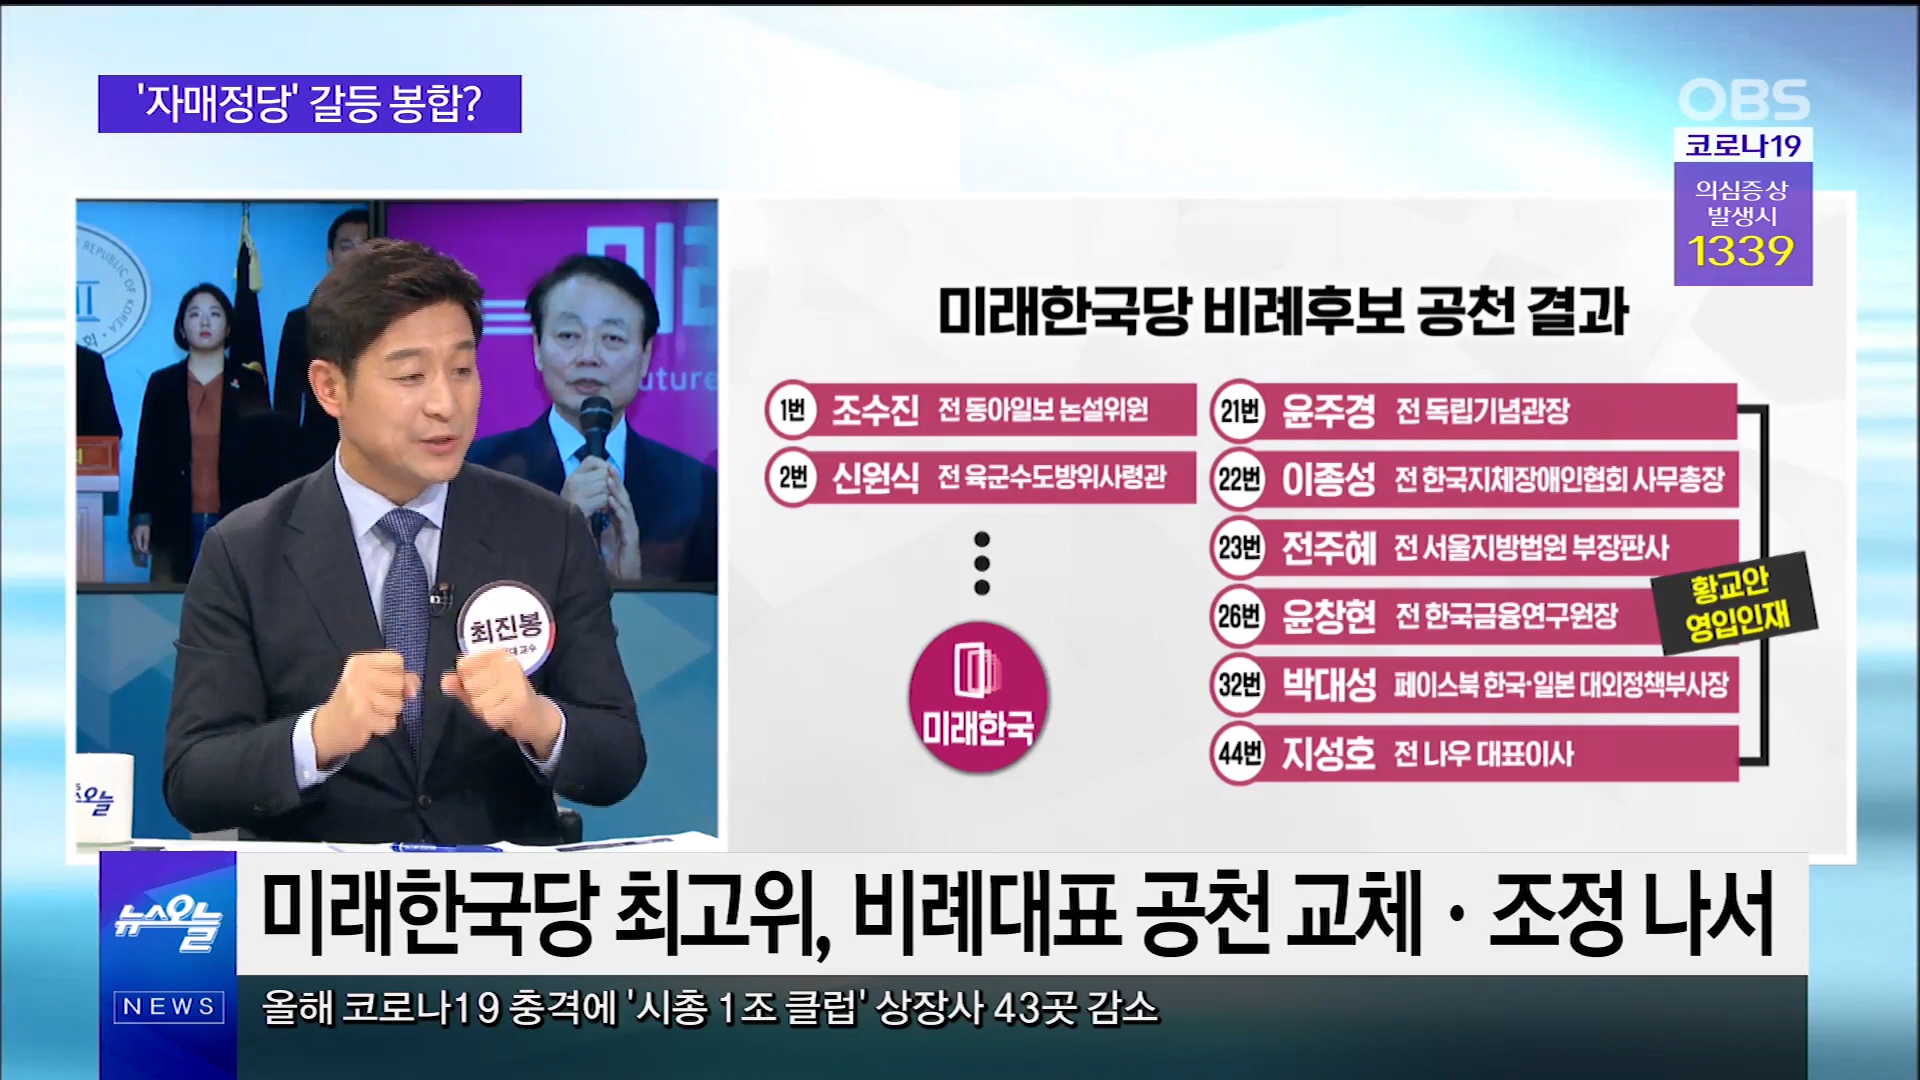 '자매정당' 갈등 봉합?
OBS
코로나19
의심증상
발생시
1339
REPUBLIC OF KOREA
미래
uture
최진봉
교수
오늘
미래한국당 비례후보 공천 결과
1번 조수진 전 동아일보 논설위원
2번 신원식 전 육군수도방위사령관
미래한국
21번 윤주경 전 독립기념관장
22번 이종성 전 한국지체장애인협회 사무총장
23번 전주혜 전 서울지방법원 부장판사
26번 윤창현 전 한국금융연구원장
32번 박대성 페이스북 한국·일본 대외정책부사장
44번 지성호 전 나우 대표이사
황교안
영입인재
뉴스오늘
NEWS
미래한국당 최고위, 비례대표 공천 교체 · 조정 나서
올해 코로나19 충격에 '시총 1조 클럽' 상장사 43곳 감소